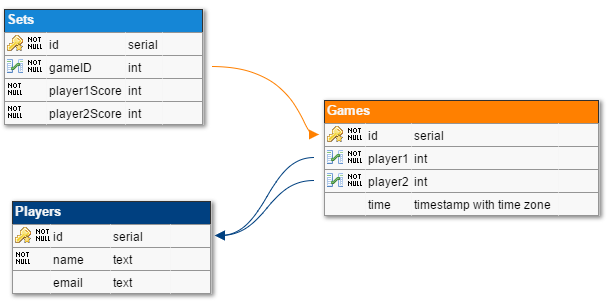 Sets
NOT NULL id serial
NOT NULL gameID int
NOT NULL player1Score int
NOT NULL player2Score int
Games
NOT NULL id serial
NOT NULL player1 int
NOT NULL player2 int
time timestamp with time zone
Players
NOT NULL id serial
NOT NULL name text
email text